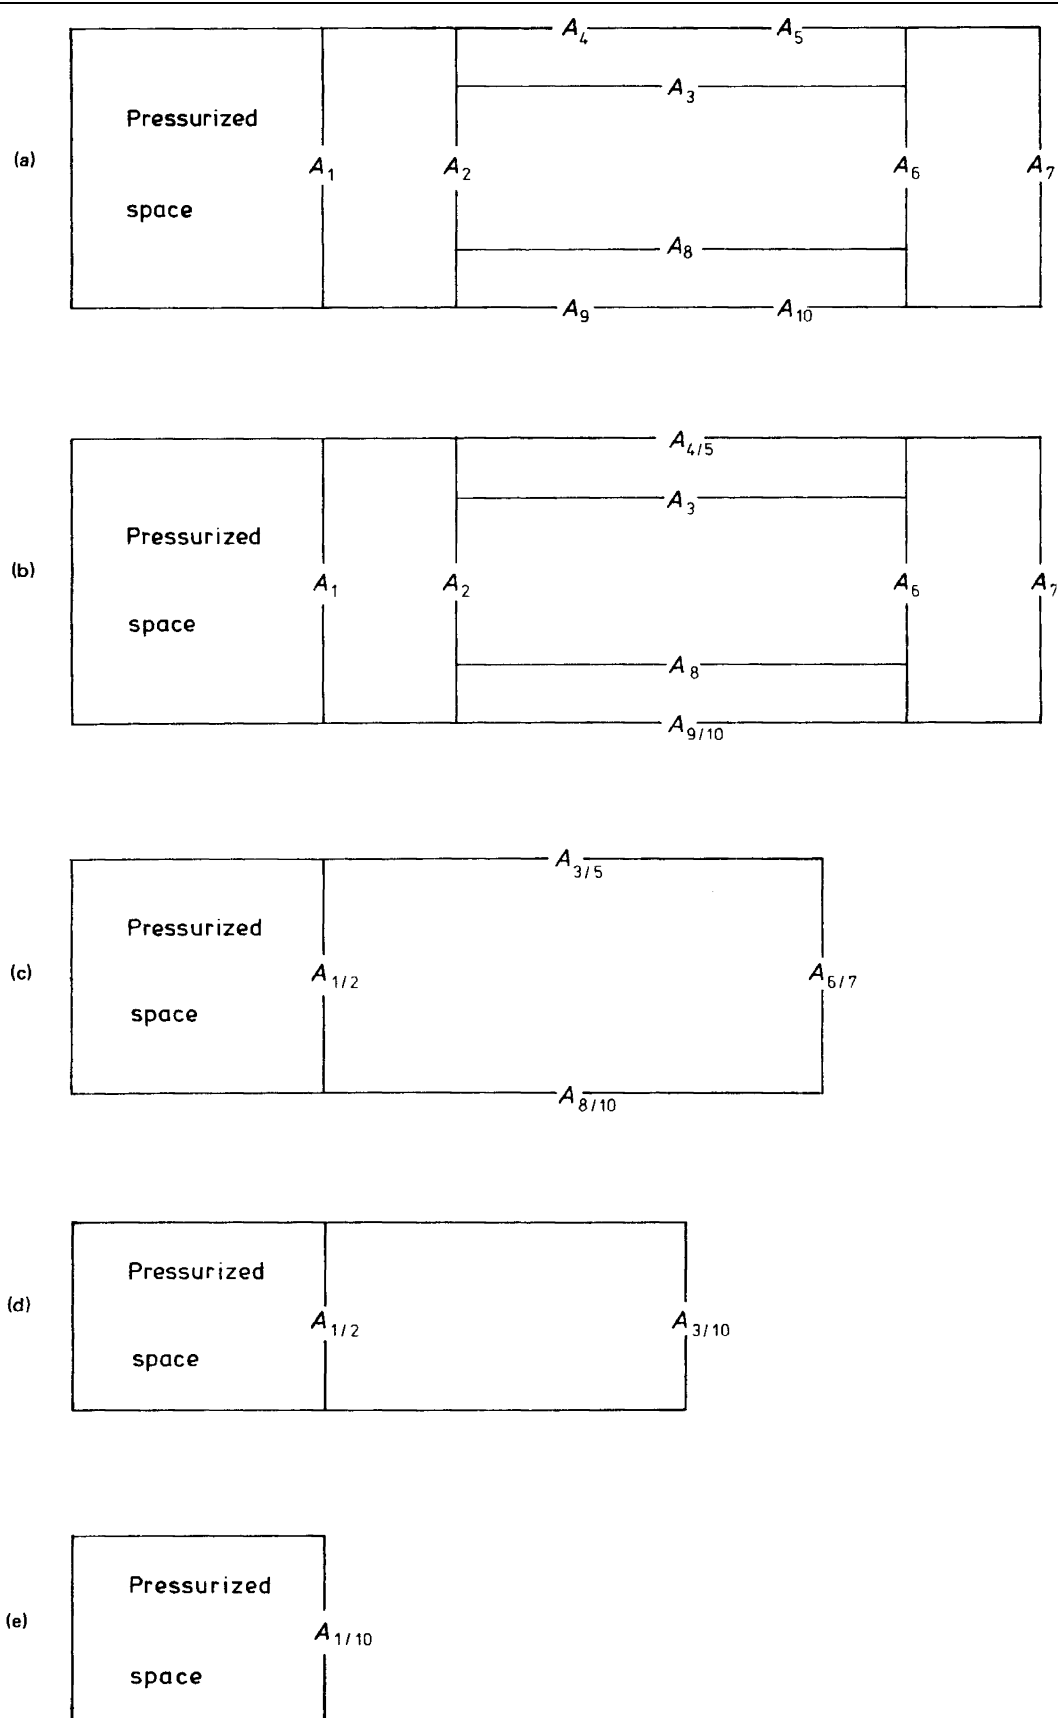 A4 A5
A3
Pressurized
(a) A1 A2 A6 A7
space
A8
A9 A10
A4/5
A3
Pressurized
(b) A1 A2 A6 A7
space
A8
A9/10
A3/5
Pressurized
(c) A1/2 A6/7
space
A8/10
Pressurized
(d) A1/2 A3/10
space
Pressurized
(e) A1/10
space